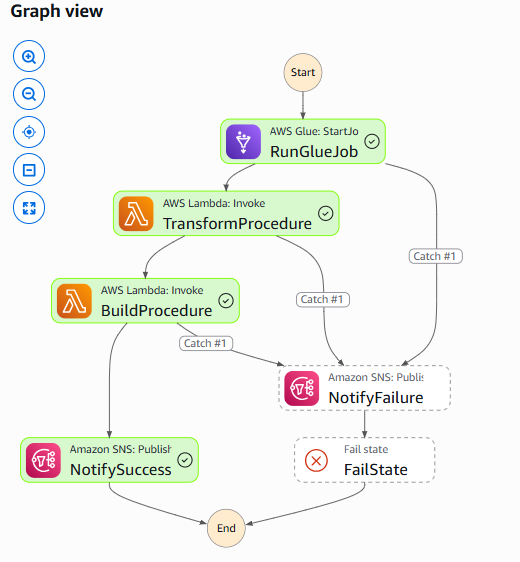 Graph view
Start
AWS Glue: StartJo
RunGlueJob
AWS Lambda: Invoke
TransformProcedure
Catch #1
Catch #1
AWS Lambda: Invoke
BuildProcedure
Catch #1
Amazon SNS: Publis
NotifyFailure
Amazon SNS: Publish
NotifySuccess
Fail state
FailState
End